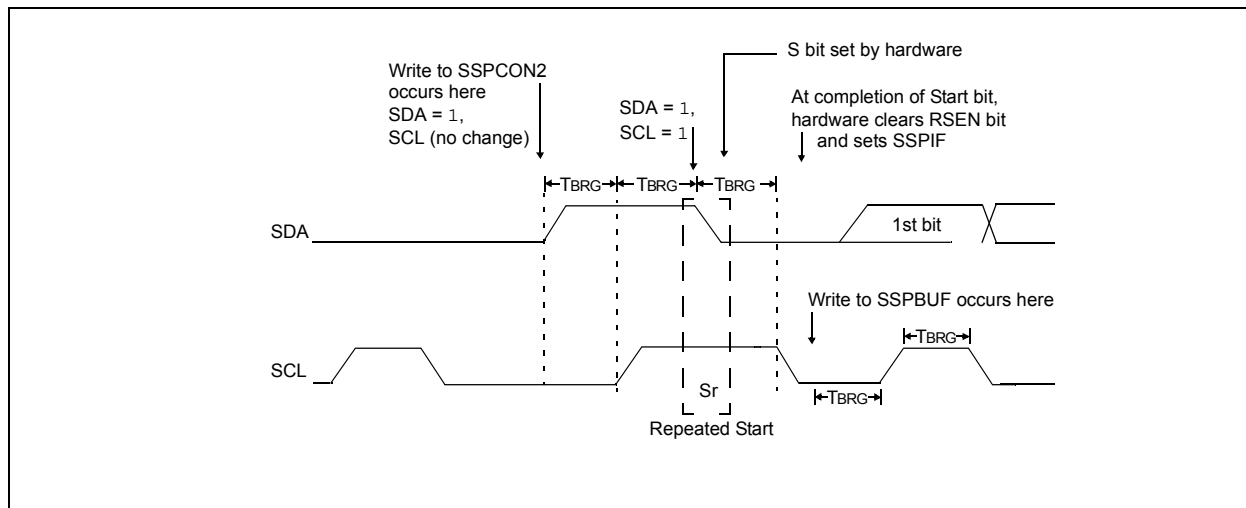 S bit set by hardware
Write to SSPCON2
occurs here
SDA = 1,
SCL (no change)
SDA = 1,
SCL = 1
At completion of Start bit,
hardware clears RSEN bit
and sets SSPIF
TBRG TBRG TBRG
SDA
1st bit
Write to SSPBUF occurs here
TBRG
SCL
Sr
TBRG
Repeated Start